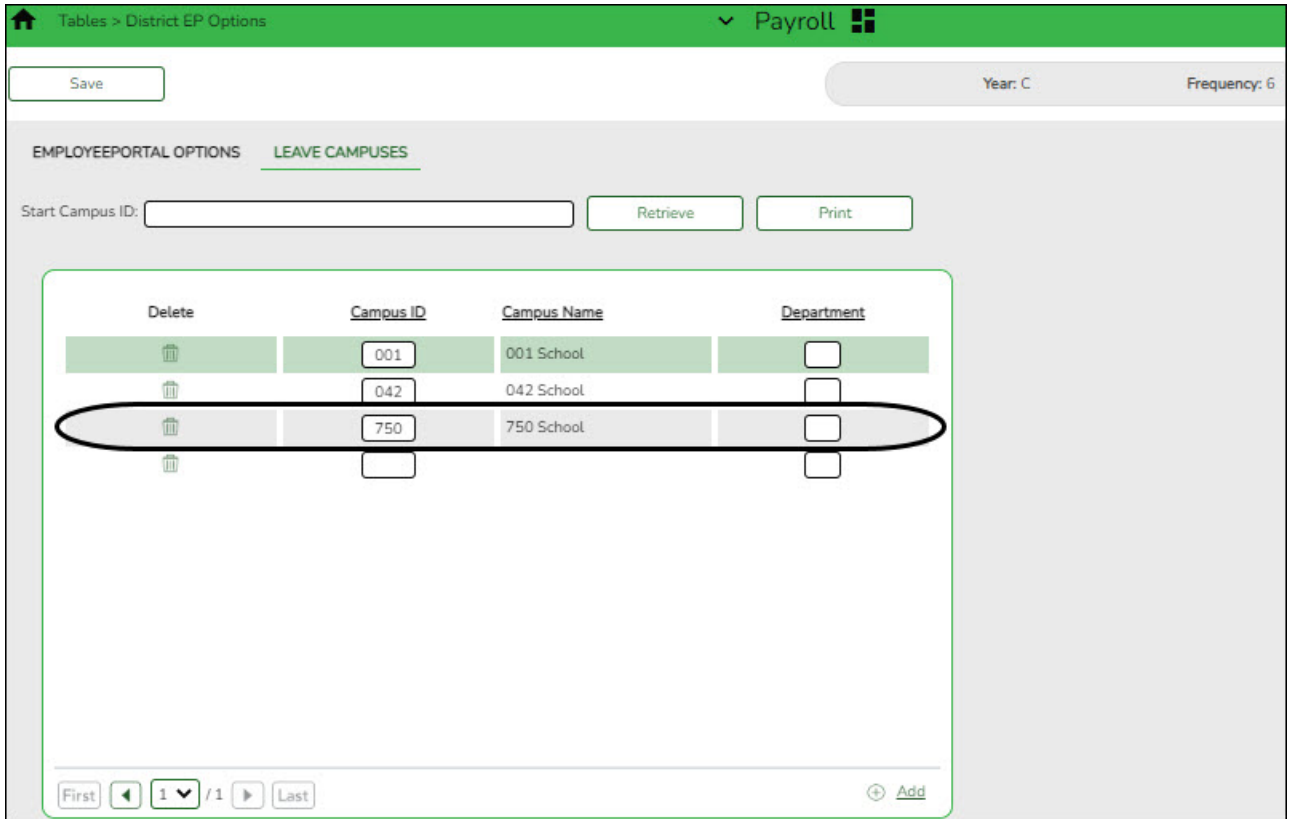 Tables > District EP Options
Payroll
Save
Year: C
Frequency: 6
EMPLOYEEPORTAL OPTIONS LEAVE CAMPUSES
Start Campus ID: Retrieve Print
Delete Campus ID Campus Name Department
001 001 School
042 042 School
750 750 School
First 1 / 1 Last Add